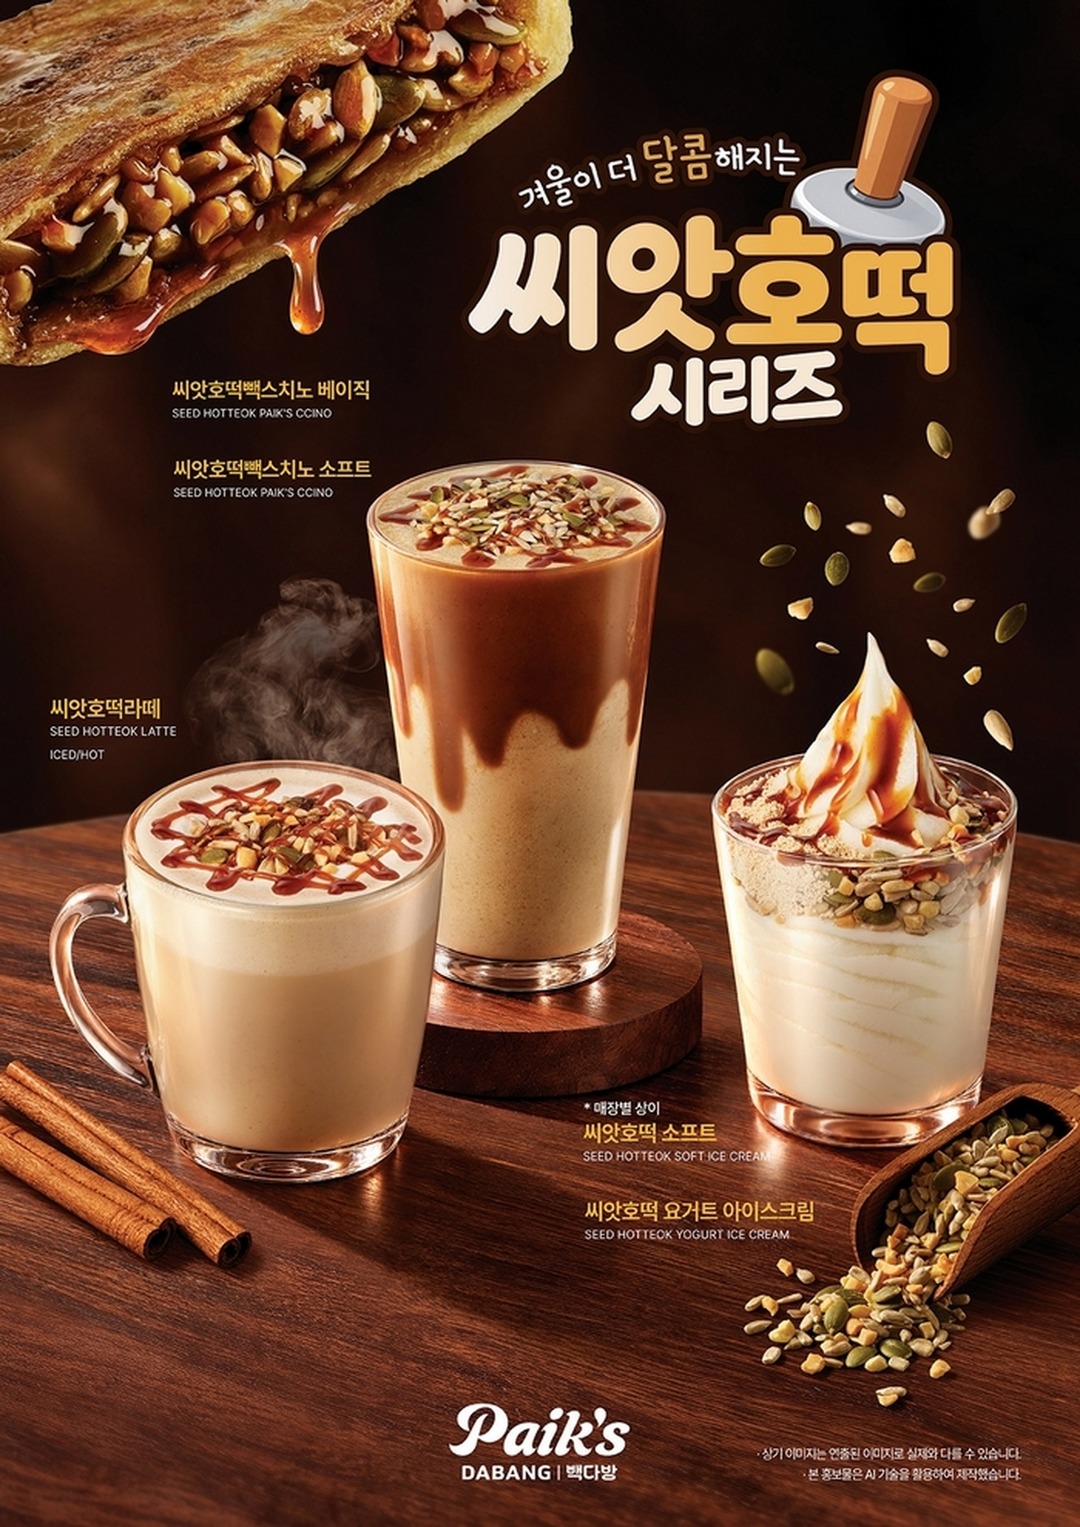 겨울이 더 달콤해지는
씨앗호떡
시리즈
씨앗호떡빽스치노 베이직
SEED HOTTEOK PAIK'S CCINO
씨앗호떡빽스치노 소프트
SEED HOTTEOK PAIK'S CCINO
씨앗호떡라떼
SEED HOTTEOK LATTE
ICED/HOT
* 매장별 상이
씨앗호떡 소프트
SEED HOTTEOK SOFT ICE CREAM
씨앗호떡 요거트 아이스크림
SEED HOTTEOK YOGURT ICE CREAM
Paik's
DABANG | 빽다방
· 상기 이미지는 연출된 이미지로 실제와 다를 수 있습니다.
· 본 홍보물은 AI 기술을 활용하여 제작했습니다.